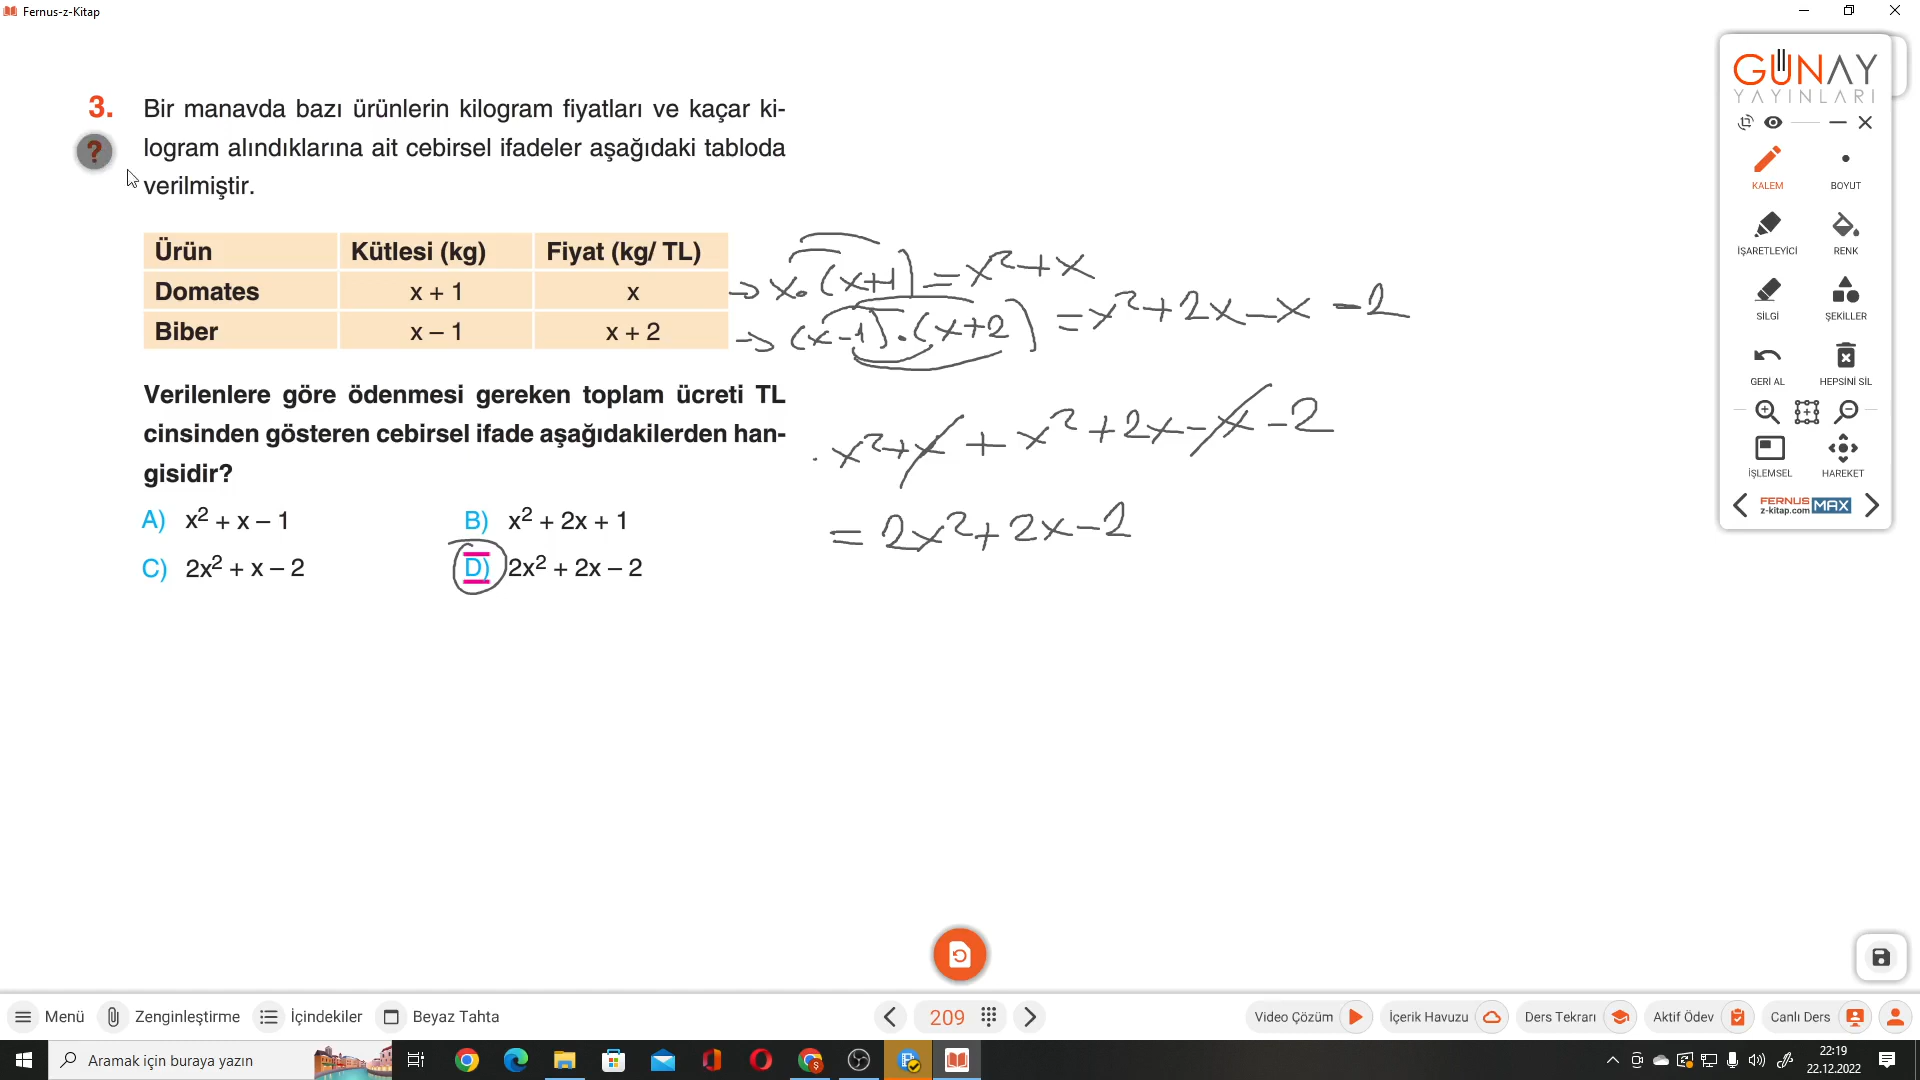 Fernus-z-Kitap
3. Bir manavda bazı ürünlerin kilogram fiyatları ve kaçar ki-
logram alındıklarına ait cebirsel ifadeler aşağıdaki tabloda
verilmiştir.
Ürün Kütlesi (kg) Fiyat (kg/ TL)
Domates x + 1 x
Biber x – 1 x + 2
→ x.(x+1) = x² + x
→ (x-1).(x+2) = x² + 2x - x - 2
Verilenlere göre ödenmesi gereken toplam ücreti TL
cinsinden gösteren cebirsel ifade aşağıdakilerden han-
gisidir?
. x² + x + x² + 2x - x - 2
= 2x² + 2x - 2
A) x² + x – 1 B) x² + 2x + 1
C) 2x² + x – 2 D) 2x² + 2x – 2
GÜNAY
YAYINLARI
KALEM BOYUT
İŞARETLEYİCİ RENK
SİLGİ ŞEKİLLER
GERİ AL HEPSİNİ SİL
İŞLEMSEL HAREKET
FERNUS
z-kitap.com MAX
Menü Zenginleştirme İçindekiler Beyaz Tahta 209 Video Çözüm İçerik Havuzu Ders Tekrarı Aktif Ödev Canlı Ders
Aramak için buraya yazın
22:19
22.12.2022